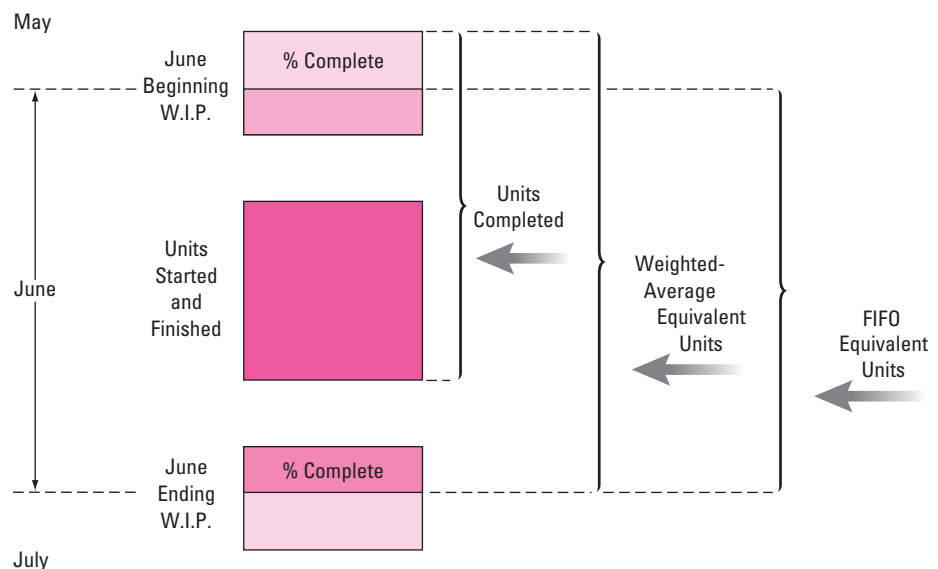 May
June
Beginning
W.I.P.
% Complete
Units
Completed
Units
Started
and
Finished
June
Weighted-
Average
Equivalent
Units
FIFO
Equivalent
Units
June
Ending
W.I.P.
% Complete
July